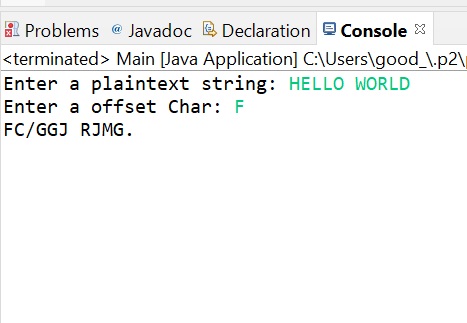 Problems @ Javadoc Declaration Console
<terminated> Main [Java Application] C:\Users\good_\.p2\
Enter a plaintext string: HELLO WORLD
Enter a offset Char: F
FC/GGJ RJMG.